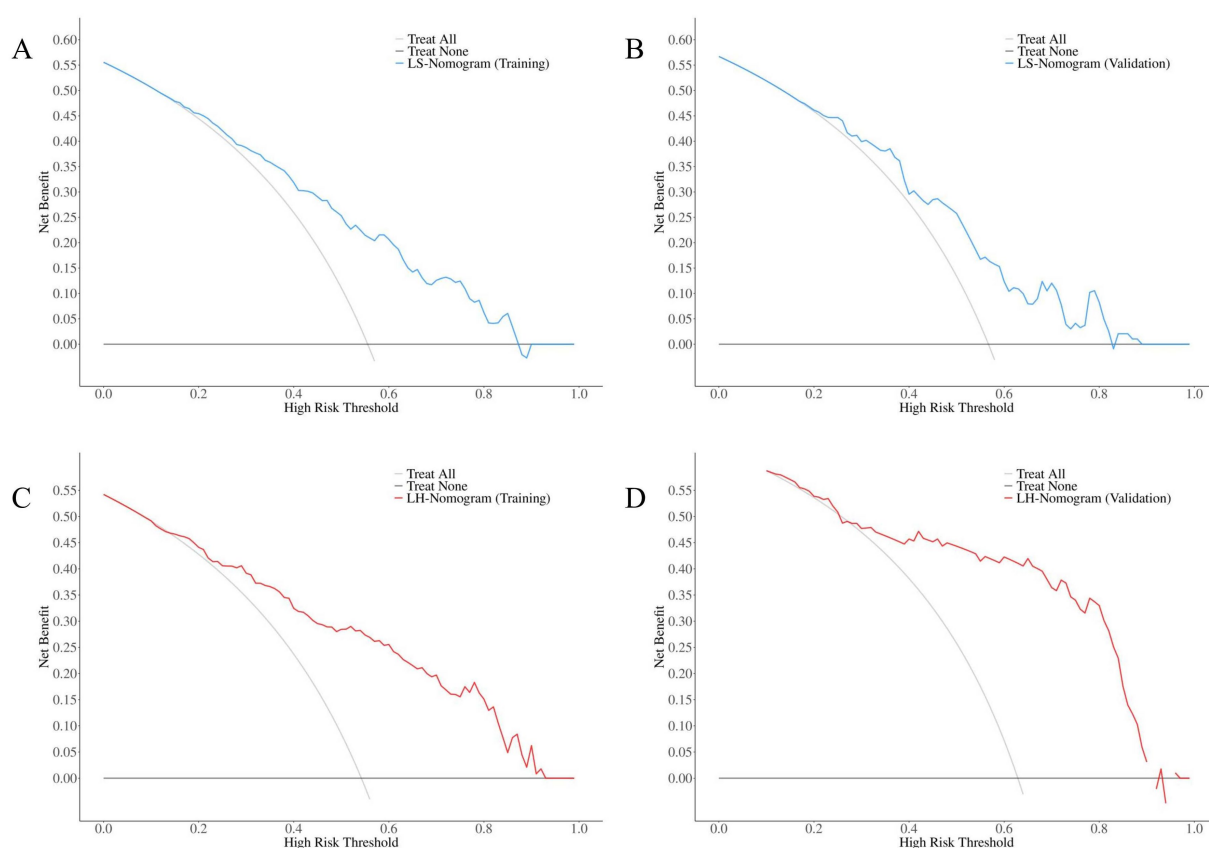 A
0.60
0.55
0.50
0.45
0.40
0.35
0.30
0.25
0.20
0.15
0.10
0.05
0.00
Net Benefit
Treat All
Treat None
LS-Nomogram (Training)
0.0 0.2 0.4 0.6 0.8 1.0
High Risk Threshold
B
0.60
0.55
0.50
0.45
0.40
0.35
0.30
0.25
0.20
0.15
0.10
0.05
0.00
Net Benefit
Treat All
Treat None
LS-Nomogram (Validation)
0.0 0.2 0.4 0.6 0.8 1.0
High Risk Threshold
C
0.55
0.50
0.45
0.40
0.35
0.30
0.25
0.20
0.15
0.10
0.05
0.00
Net Benefit
Treat All
Treat None
LH-Nomogram (Training)
0.0 0.2 0.4 0.6 0.8 1.0
High Risk Threshold
D
0.55
0.50
0.45
0.40
0.35
0.30
0.25
0.20
0.15
0.10
0.05
0.00
Net Benefit
Treat All
Treat None
LH-Nomogram (Validation)
0.0 0.2 0.4 0.6 0.8 1.0
High Risk Threshold